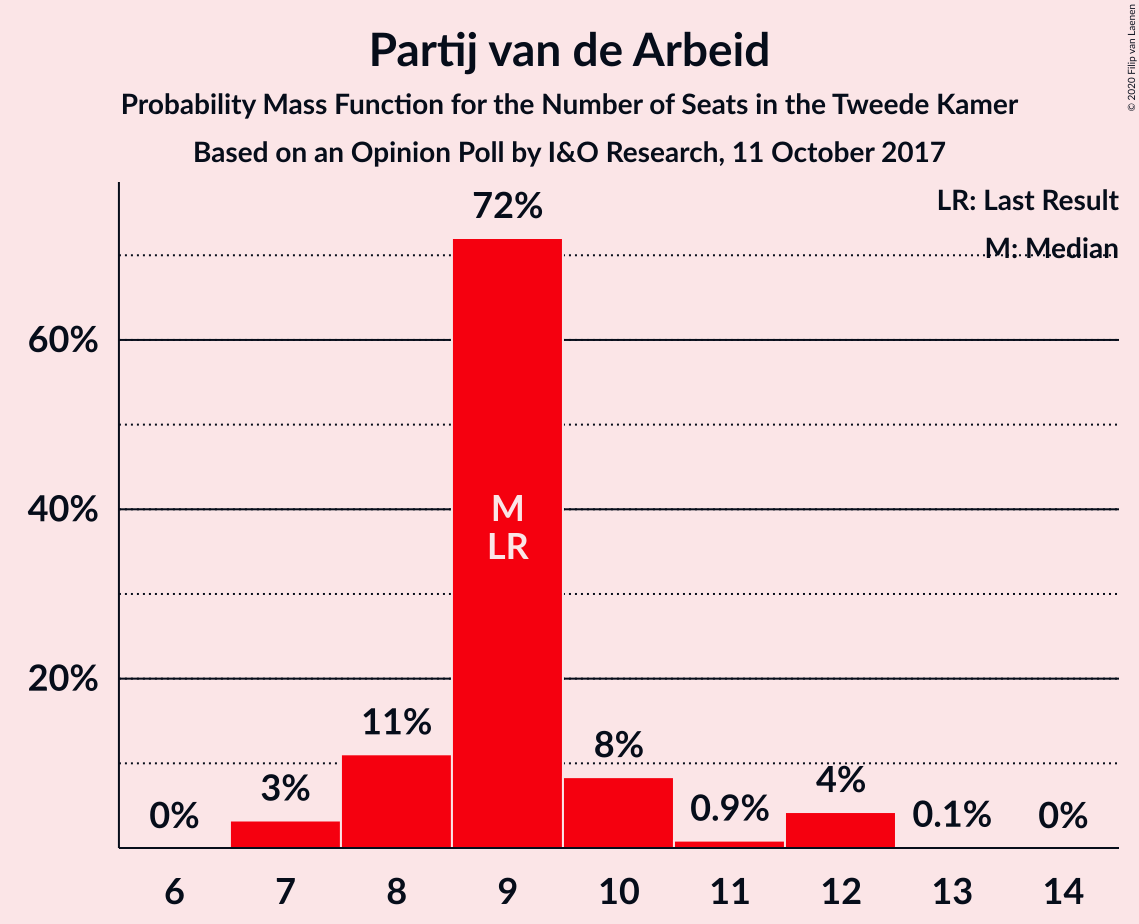 Partij van de Arbeid
Probability Mass Function for the Number of Seats in the Tweede Kamer
Based on an Opinion Poll by I&O Research, 11 October 2017
© 2020 Filip van Laenen
LR: Last Result
M: Median
72%
60%
40%
20%
M
LR
0%
3%
11%
8%
0.9%
4%
0.1%
0%
6 7 8 9 10 11 12 13 14